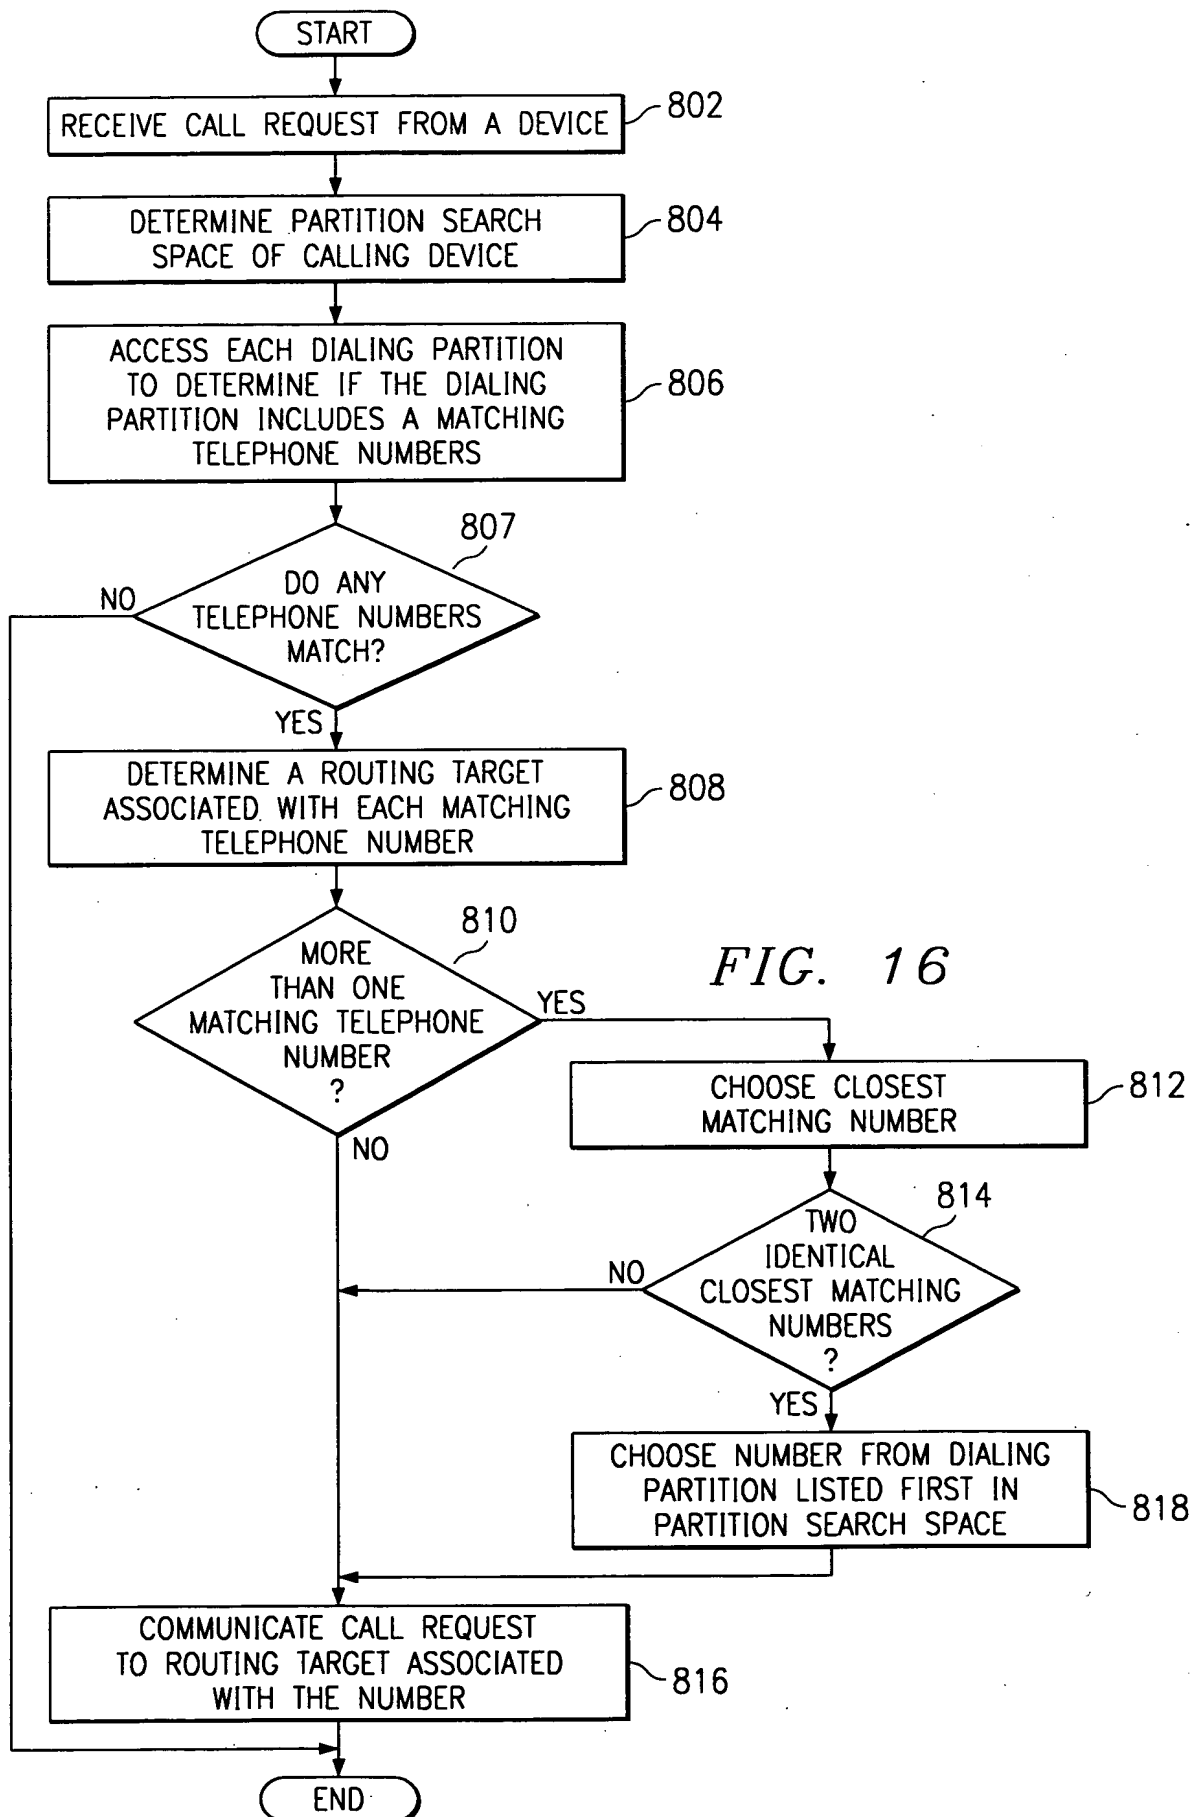 START
RECEIVE CALL REQUEST FROM A DEVICE
802
DETERMINE PARTITION SEARCH
SPACE OF CALLING DEVICE
804
ACCESS EACH DIALING PARTITION
TO DETERMINE IF THE DIALING
PARTITION INCLUDES A MATCHING
TELEPHONE NUMBERS
806
807
DO ANY
TELEPHONE NUMBERS
MATCH?
NO
YES
DETERMINE A ROUTING TARGET
ASSOCIATED WITH EACH MATCHING
TELEPHONE NUMBER
808
810
MORE
THAN ONE
MATCHING TELEPHONE
NUMBER
?
YES
NO
FIG. 16
CHOOSE CLOSEST
MATCHING NUMBER
812
814
TWO
IDENTICAL
CLOSEST MATCHING
NUMBERS
?
NO
YES
CHOOSE NUMBER FROM DIALING
PARTITION LISTED FIRST IN
PARTITION SEARCH SPACE
818
COMMUNICATE CALL REQUEST
TO ROUTING TARGET ASSOCIATED
WITH THE NUMBER
816
END